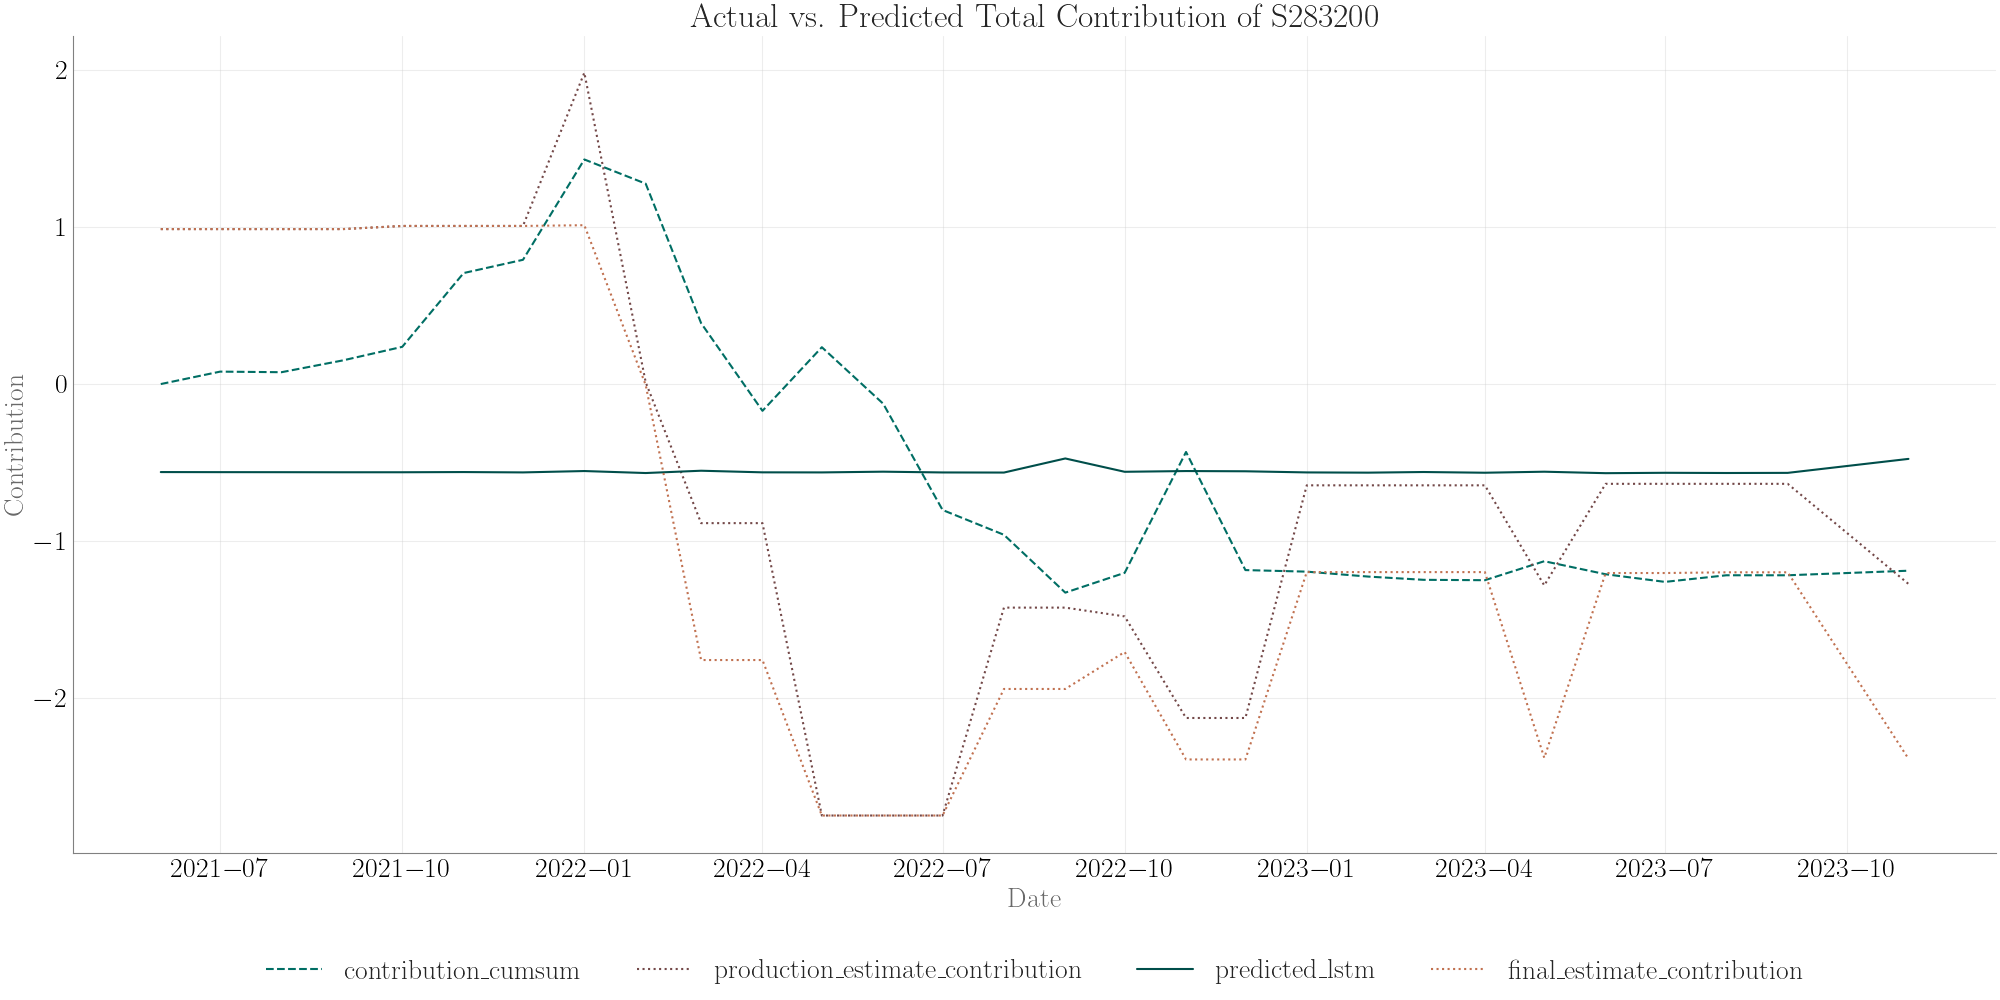 Actual vs. Predicted Total Contribution of S283200
Contribution
2
1
0
−1
−2
2021−07 2021−10 2022−01 2022−04 2022−07 2022−10 2023−01 2023−04 2023−07 2023−10
Date
contribution_cumsum production_estimate_contribution predicted_lstm final_estimate_contribution